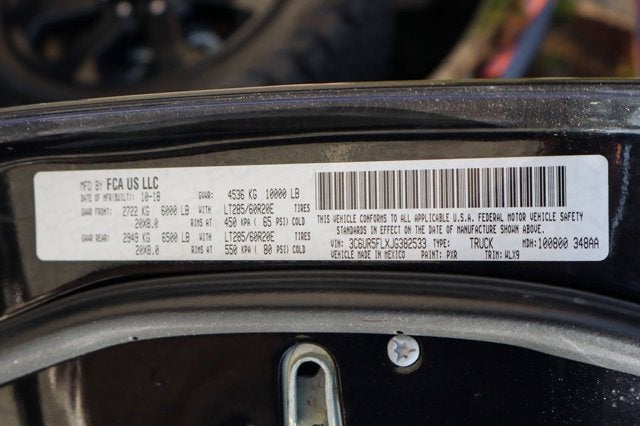 MFD BY FCA US LLC
DATE OF MFR(BUILT): 10-18 GVWR: 4536 KG 10000 LB
GAWR FRONT: 2722 KG 6000 LB WITH LT285/60R20E TIRES
20X8.0 RIMS AT 450 KPA ( 65 PSI) COLD
GAWR REAR: 2949 KG 6500 LB WITH LT285/60R20E TIRES
20X8.0 RIMS AT 550 KPA ( 80 PSI) COLD
THIS VEHICLE CONFORMS TO ALL APPLICABLE U.S.A. FEDERAL MOTOR VEHICLE SAFETY
STANDARDS IN EFFECT ON THE DATE OF MANUFACTURE SHOWN ABOVE.
VIN: 3C6UR5FLXJG382533 TYPE: TRUCK MDH: 100800 348AA
VEHICLE MADE IN MEXICO PAINT: PXR TRIM: WLX9